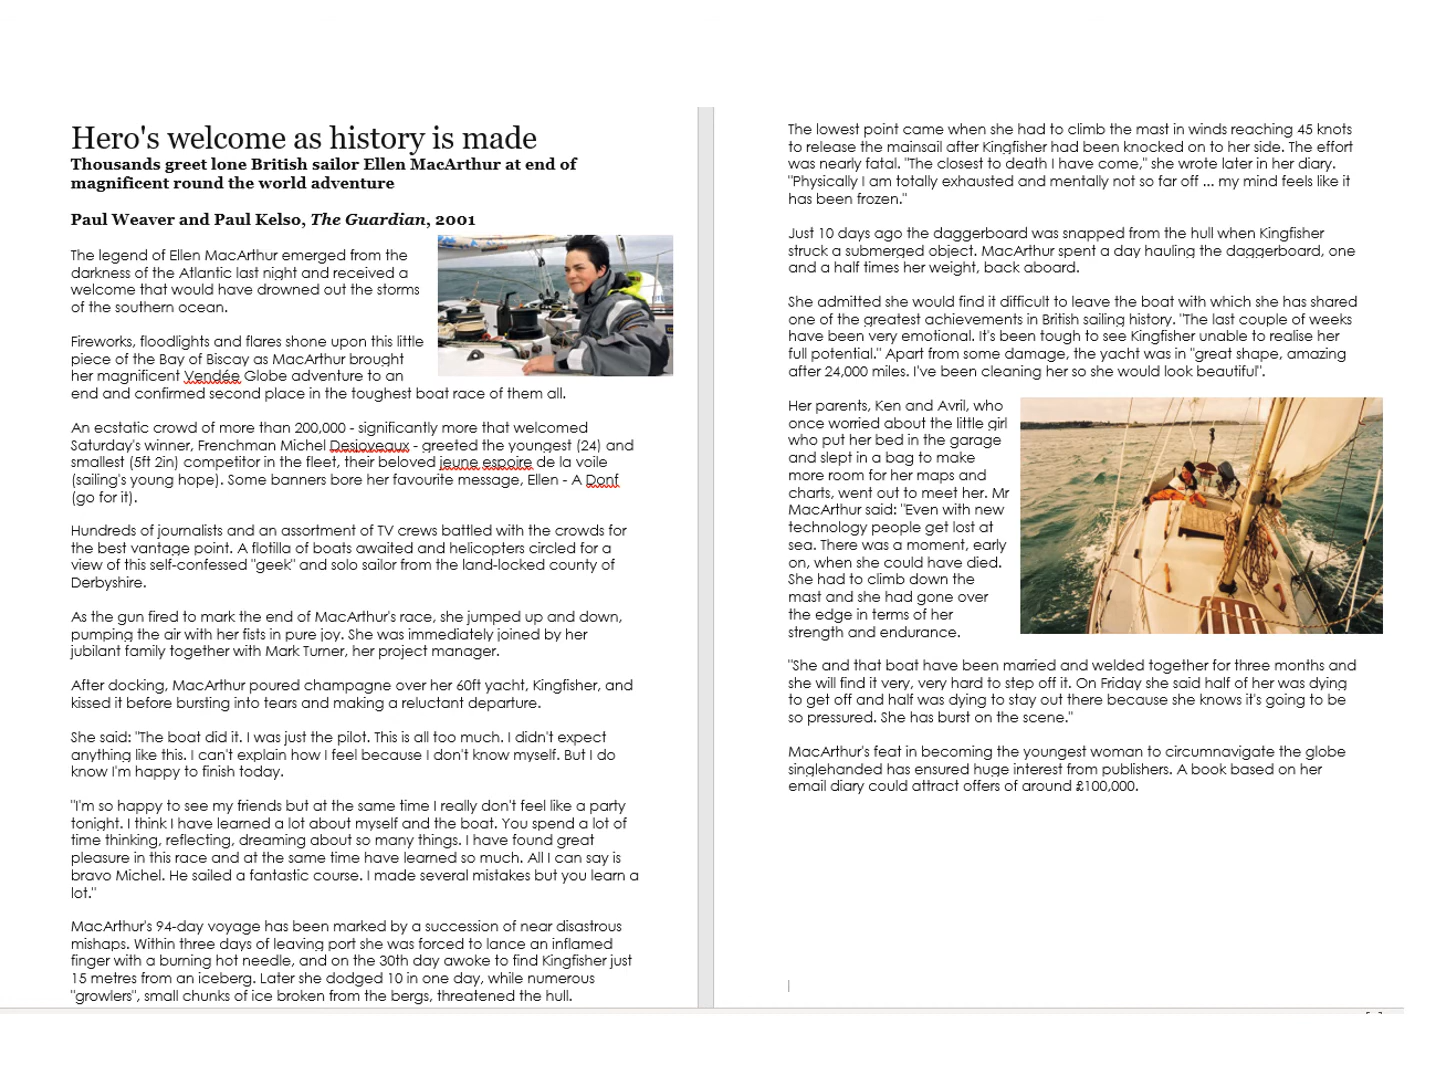 Hero's welcome as history is made
Thousands greet lone British sailor Ellen MacArthur at end of
magnificent round the world adventure
Paul Weaver and Paul Kelso, The Guardian, 2001
The legend of Ellen MacArthur emerged from the
darkness of the Atlantic last night and received a
welcome that would have drowned out the storms
of the southern ocean.
Fireworks, floodlights and flares shone upon this little
piece of the Bay of Biscay as MacArthur brought
her magnificent Vendée Globe adventure to an
end and confirmed second place in the toughest boat race of them all.
An ecstatic crowd of more than 200,000 - significantly more that welcomed
Saturday's winner, Frenchman Michel Desjoyeaux - greeted the youngest (24) and
smallest (5ft 2in) competitor in the fleet, their beloved jeune espoire de la voile
(sailing's young hope). Some banners bore her favourite message, Ellen - A Donf
(go for it).
Hundreds of journalists and an assortment of TV crews battled with the crowds for
the best vantage point. A flotilla of boats awaited and helicopters circled for a
view of this self-confessed "geek" and solo sailor from the land-locked county of
Derbyshire.
As the gun fired to mark the end of MacArthur's race, she jumped up and down,
pumping the air with her fists in pure joy. She was immediately joined by her
jubilant family together with Mark Turner, her project manager.
After docking, MacArthur poured champagne over her 60ft yacht, Kingfisher, and
kissed it before bursting into tears and making a reluctant departure.
She said: "The boat did it. I was just the pilot. This is all too much. I didn't expect
anything like this. I can't explain how I feel because I don't know myself. But I do
know I'm happy to finish today.
"I'm so happy to see my friends but at the same time I really don't feel like a party
tonight. I think I have learned a lot about myself and the boat. You spend a lot of
time thinking, reflecting, dreaming about so many things. I have found great
pleasure in this race and at the same time have learned so much. All I can say is
bravo Michel. He sailed a fantastic course. I made several mistakes but you learn a
lot."
MacArthur's 94-day voyage has been marked by a succession of near disastrous
mishaps. Within three days of leaving port she was forced to lance an inflamed
finger with a burning hot needle, and on the 30th day awoke to find Kingfisher just
15 metres from an iceberg. Later she dodged 10 in one day, while numerous
"growlers", small chunks of ice broken from the bergs, threatened the hull.
The lowest point came when she had to climb the mast in winds reaching 45 knots
to release the mainsail after Kingfisher had been knocked on to her side. The effort
was nearly fatal. "The closest to death I have come," she wrote later in her diary.
"Physically I am totally exhausted and mentally not so far off ... my mind feels like it
has been frozen."
Just 10 days ago the daggerboard was snapped from the hull when Kingfisher
struck a submerged object. MacArthur spent a day hauling the daggerboard, one
and a half times her weight, back aboard.
She admitted she would find it difficult to leave the boat with which she has shared
one of the greatest achievements in British sailing history. "The last couple of weeks
have been very emotional. It's been tough to see Kingfisher unable to realise her
full potential." Apart from some damage, the yacht was in "great shape, amazing
after 24,000 miles. I've been cleaning her so she would look beautiful".
Her parents, Ken and Avril, who
once worried about the little girl
who put her bed in the garage
and slept in a bag to make
more room for her maps and
charts, went out to meet her. Mr
MacArthur said: "Even with new
technology people get lost at
sea. There was a moment, early
on, when she could have died.
She had to climb down the
mast and she had gone over
the edge in terms of her
strength and endurance.
"She and that boat have been married and welded together for three months and
she will find it very, very hard to step off it. On Friday she said half of her was dying
to get off and half was dying to stay out there because she knows it's going to be
so pressured. She has burst on the scene."
MacArthur's feat in becoming the youngest woman to circumnavigate the globe
singlehanded has ensured huge interest from publishers. A book based on her
email diary could attract offers of around £100,000.